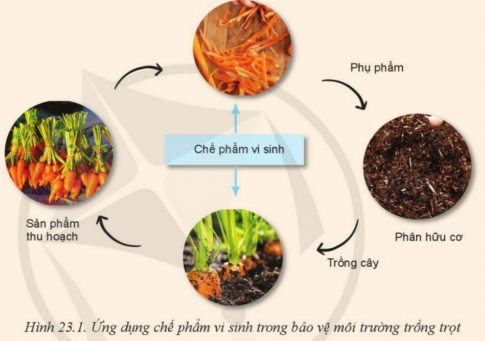 Phụ phẩm
Chế phẩm vi sinh
Sản phẩm
thu hoạch
Phân hữu cơ
Trồng cây
Hình 23.1. Ứng dụng chế phẩm vi sinh trong bảo vệ môi trường trồng trọt